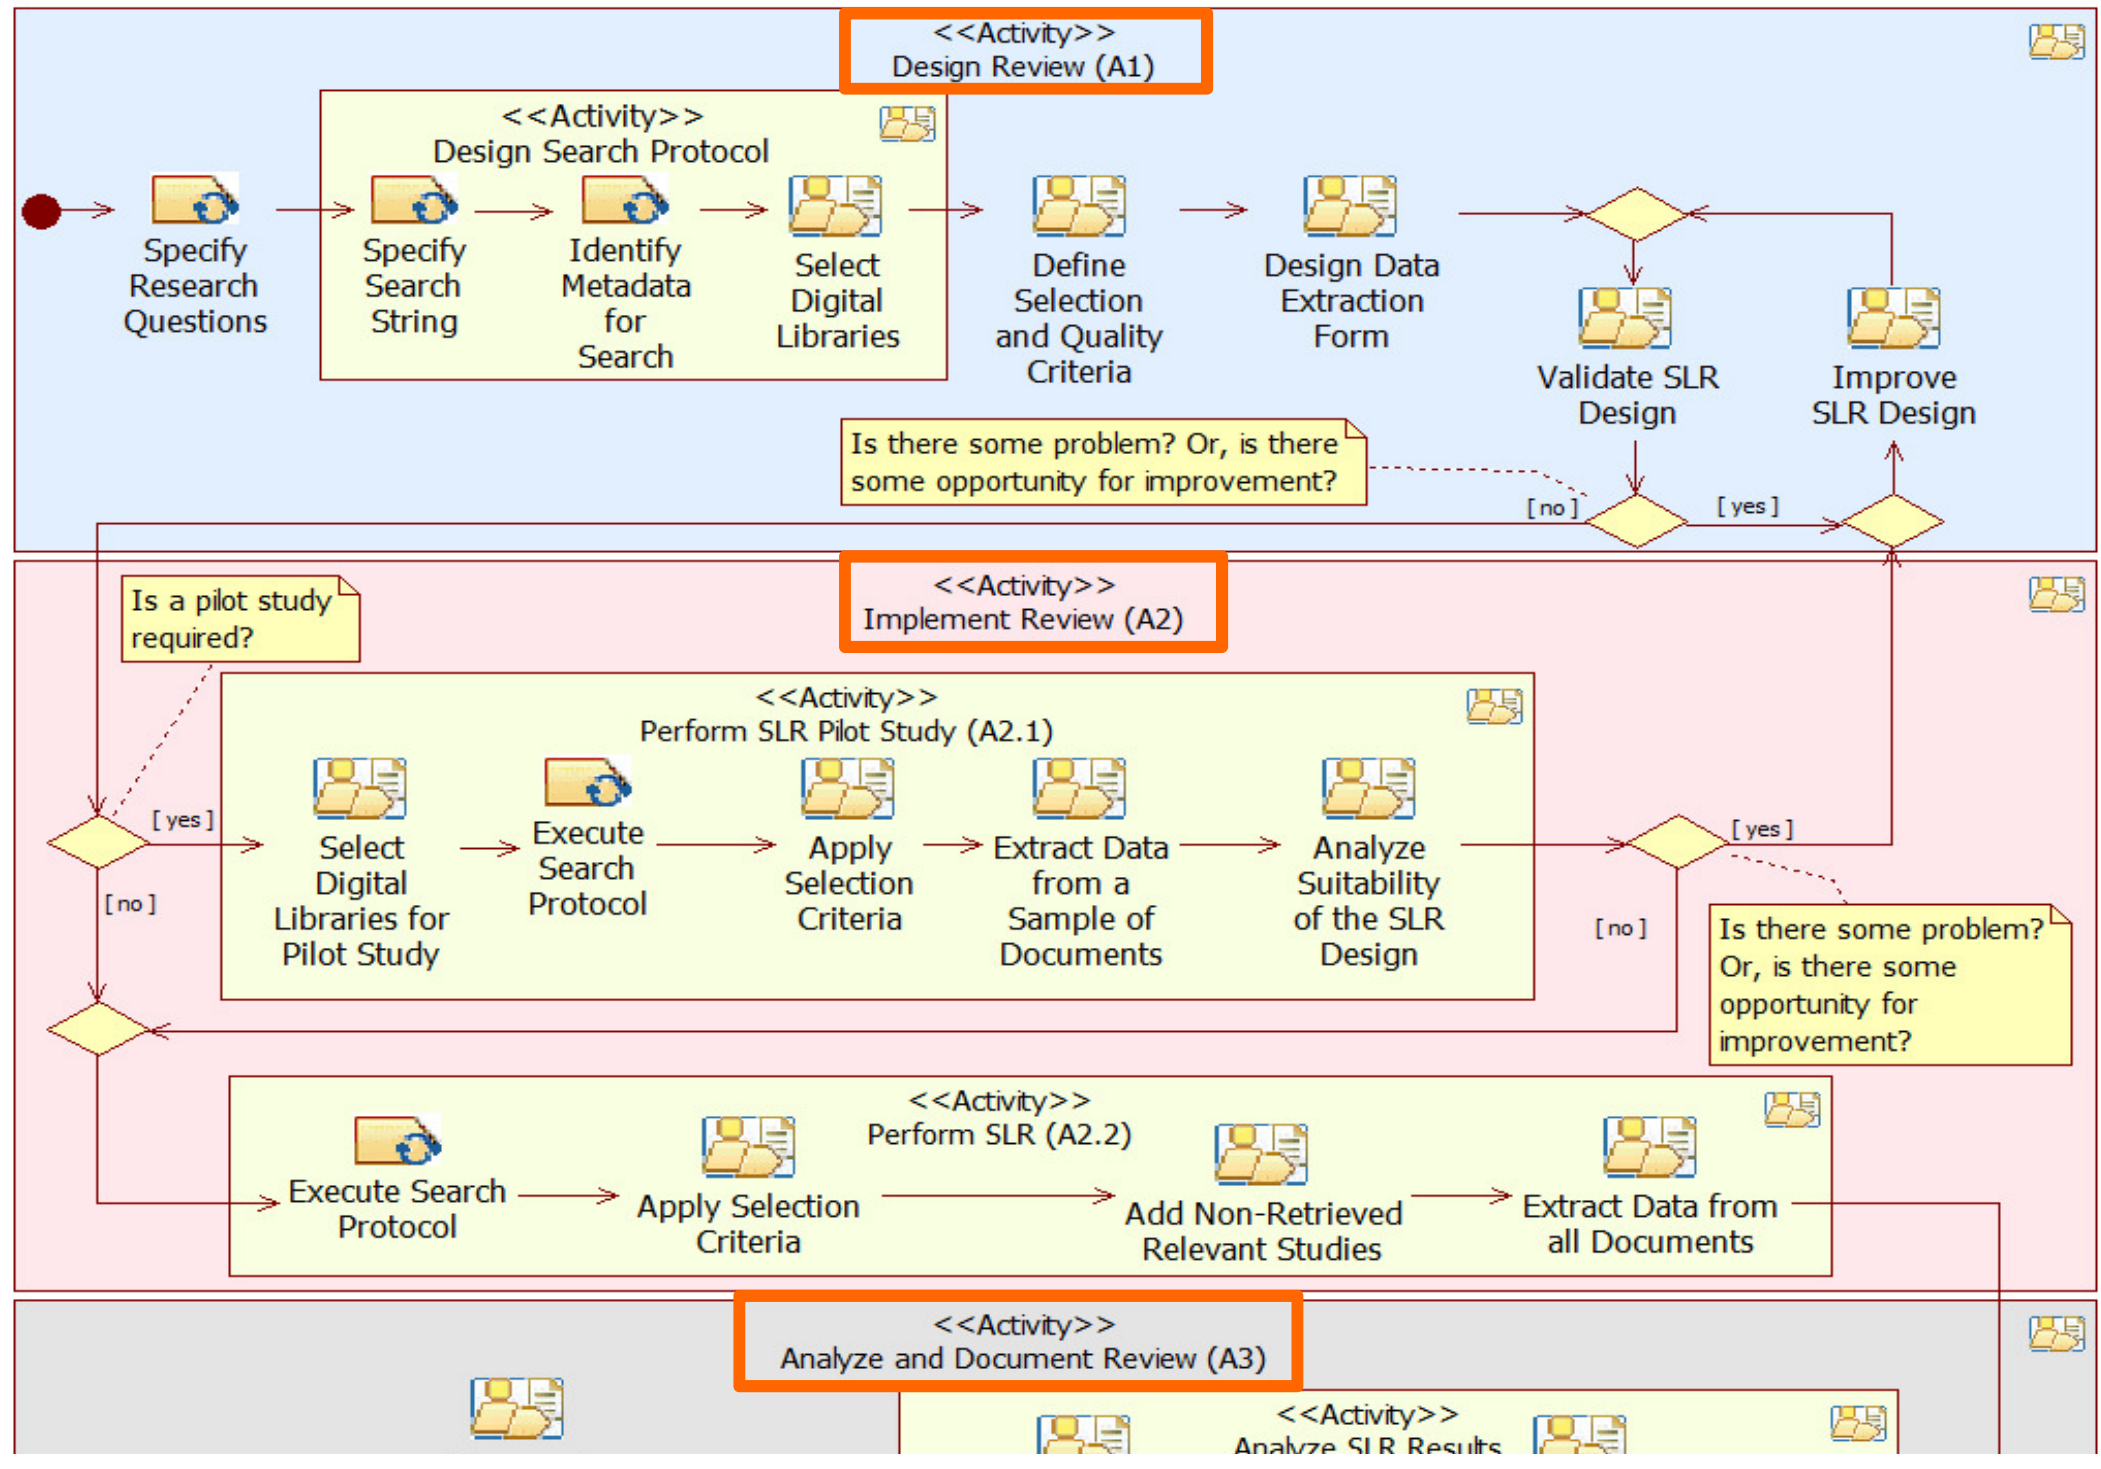 <<Activity>>
Design Review (A1)
<<Activity>>
Design Search Protocol
Specify
Research
Questions
Specify
Search
String
Identify
Metadata
for
Search
Select
Digital
Libraries
Define
Selection
and Quality
Criteria
Design Data
Extraction
Form
Validate SLR
Design
Improve
SLR Design
Is there some problem? Or, is there
some opportunity for improvement?
[no]
[yes]
<<Activity>>
Implement Review (A2)
Is a pilot study
required?
<<Activity>>
Perform SLR Pilot Study (A2.1)
[yes]
[no]
Select
Digital
Libraries for
Pilot Study
Execute
Search
Protocol
Apply
Selection
Criteria
Extract Data
from a
Sample of
Documents
Analyze
Suitability
of the SLR
Design
[yes]
[no]
Is there some problem?
Or, is there some
opportunity for
improvement?
<<Activity>>
Perform SLR (A2.2)
Execute Search
Protocol
Apply Selection
Criteria
Add Non-Retrieved
Relevant Studies
Extract Data from
all Documents
<<Activity>>
Analyze and Document Review (A3)
<<Activity>>
Analyze SLR Results